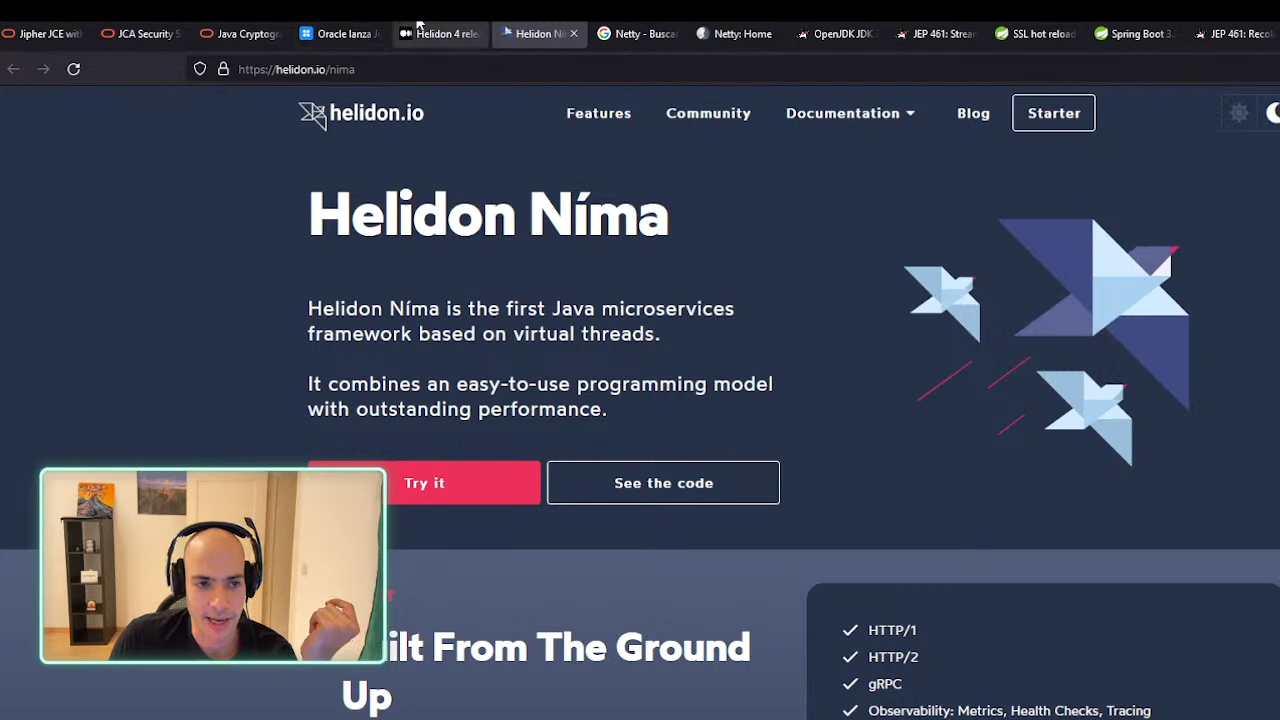 Jipher JCE with
JCA Security S
Java Cryptogr
Oracle lanza J
Helidon 4 rele
Helidon Ní
Netty - Busca
Netty: Home
OpenJDK JDK
JEP 461: Strea
SSL hot reload
Spring Boot 3.
JEP 461: Reco
https://helidon.io/nima
helidon.io
Features
Community
Documentation
Blog
Starter
Helidon Níma
Helidon Níma is the first Java microservices
framework based on virtual threads.
It combines an easy-to-use programming model
with outstanding performance.
Try it
See the code
ilt From The Ground
Up
HTTP/1
HTTP/2
gRPC
Observability: Metrics, Health Checks, Tracing